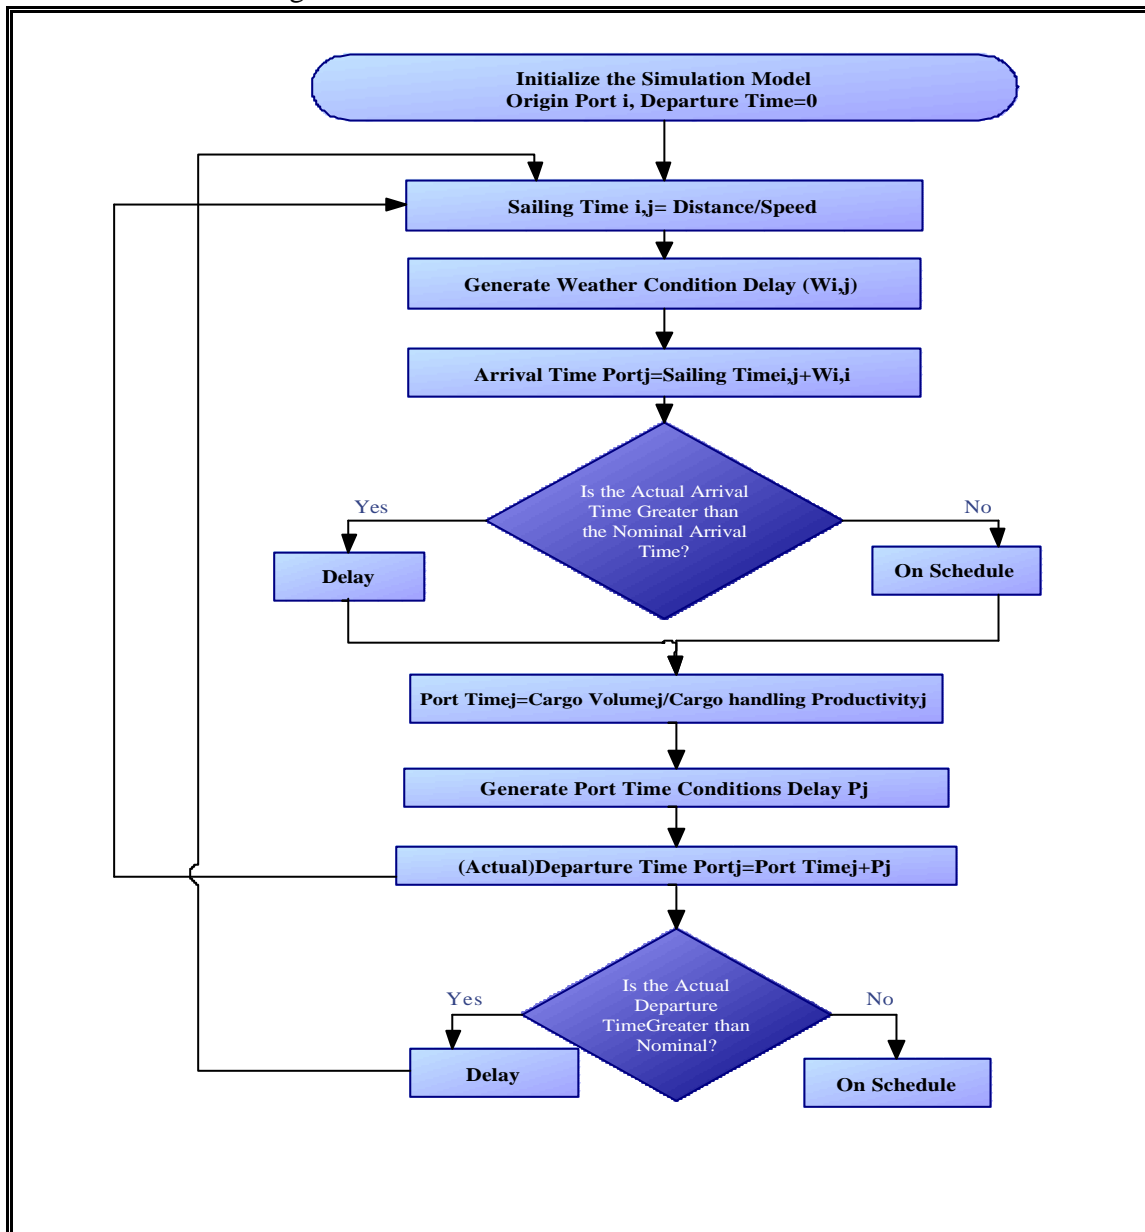 Initialize the Simulation Model
Origin Port i, Departure Time=0
Sailing Time i,j= Distance/Speed
Generate Weather Condition Delay (Wi,j)
Arrival Time Portj=Sailing Timei,j+Wi,i
Is the Actual Arrival
Time Greater than
the Nominal Arrival
Time?
Yes
No
Delay
On Schedule
Port Timej=Cargo Volumej/Cargo handling Productivityj
Generate Port Time Conditions Delay Pj
(Actual)Departure Time Portj=Port Timej+Pj
Is the Actual
Departure
TimeGreater than
Nominal?
Yes
No
Delay
On Schedule